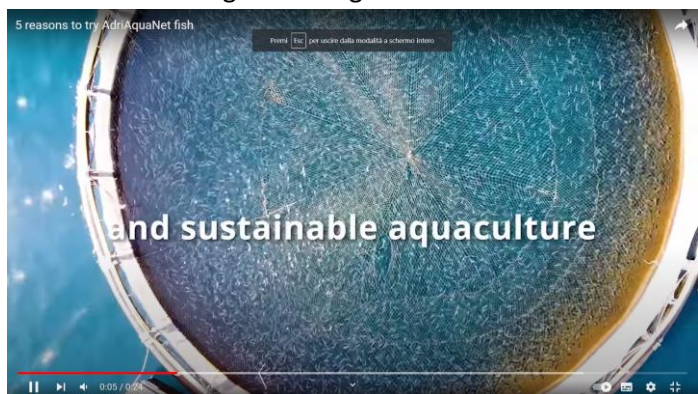 5 reasons to try AdriAquaNet fish
Premi Esc per uscire dalla modalità a schermo intero
and sustainable aquaculture
0:05 / 0:24